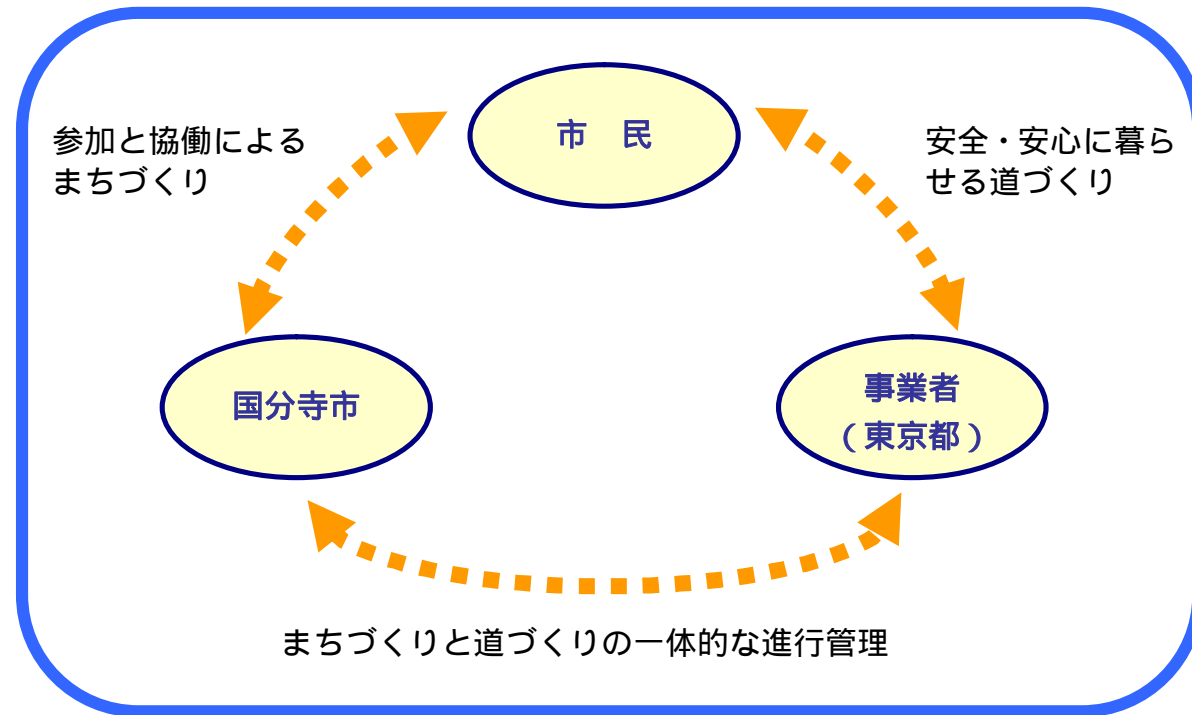 市　民
参加と協働による
まちづくり
安全・安心に暮ら
せる道づくり
国分寺市
事業者
（東京都）
まちづくりと道づくりの一体的な進行管理